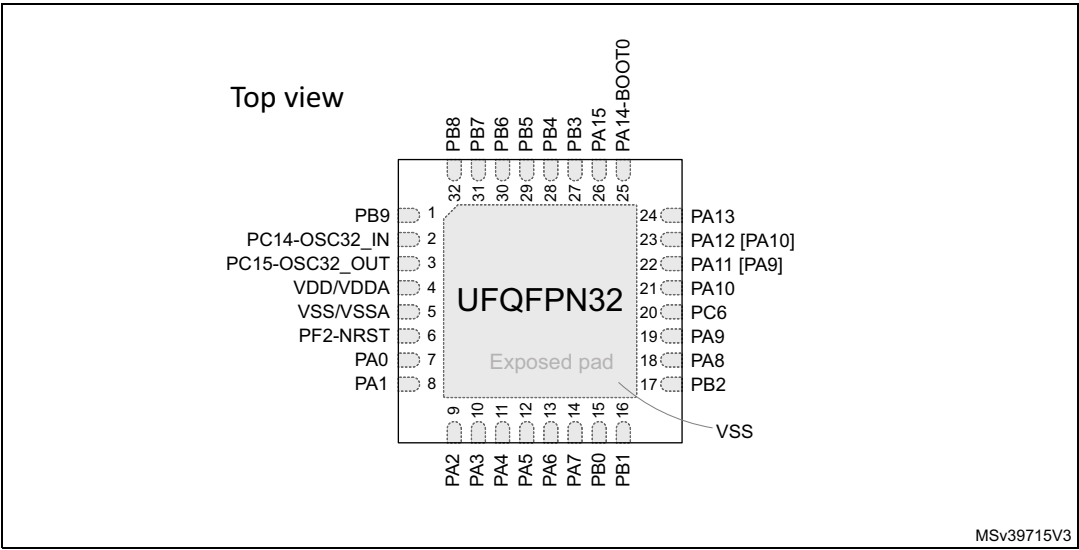 Top view
PB8
PB7
PB6
PB5
PB4
PB3
PA15
PA14-BOOT0
32
31
30
29
28
27
26
25
PB9 1
PC14-OSC32_IN 2
PC15-OSC32_OUT 3
VDD/VDDA 4
VSS/VSSA 5
PF2-NRST 6
PA0 7
PA1 8
UFQFPN32
Exposed pad
24 PA13
23 PA12 [PA10]
22 PA11 [PA9]
21 PA10
20 PC6
19 PA9
18 PA8
17 PB2
VSS
9
10
11
12
13
14
15
16
PA2
PA3
PA4
PA5
PA6
PA7
PB0
PB1
MSv39715V3